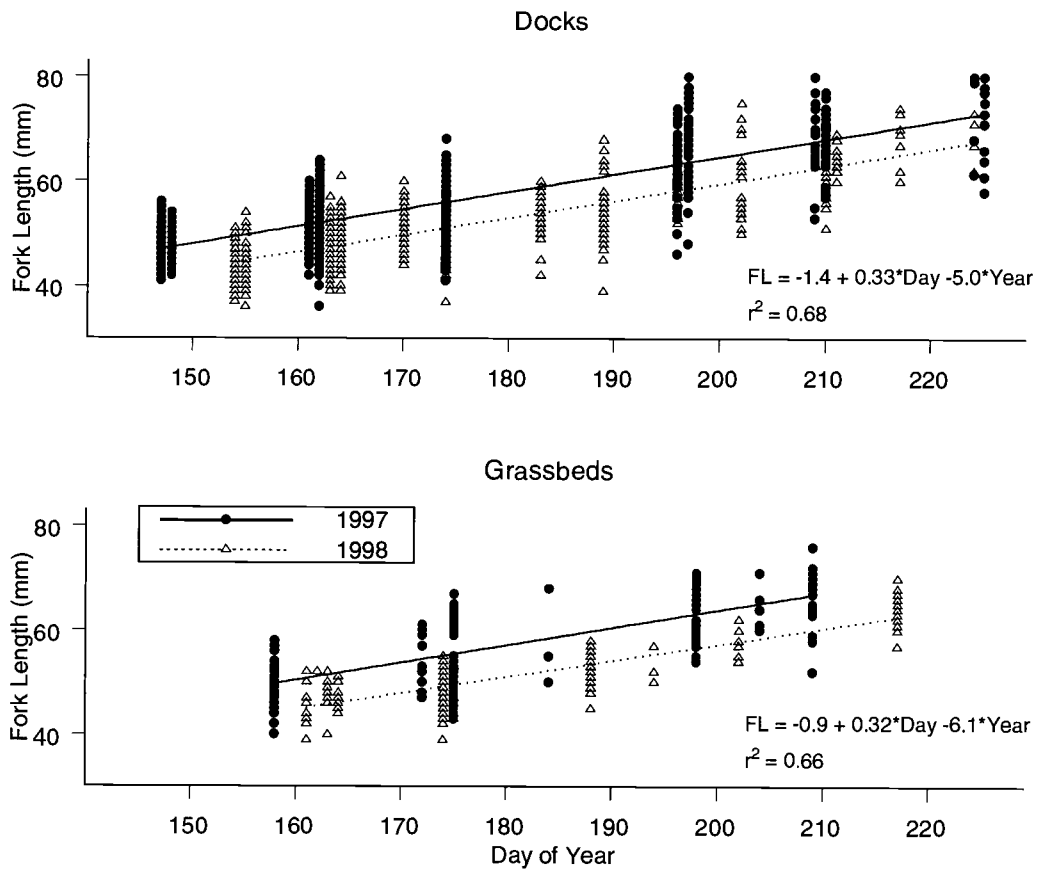 Docks
Fork Length (mm)
80
60
40
FL = -1.4 + 0.33*Day -5.0*Year
r² = 0.68
150 160 170 180 190 200 210 220
Grassbeds
1997
1998
Fork Length (mm)
80
60
40
FL = -0.9 + 0.32*Day -6.1*Year
r² = 0.66
150 160 170 180 190 200 210 220
Day of Year